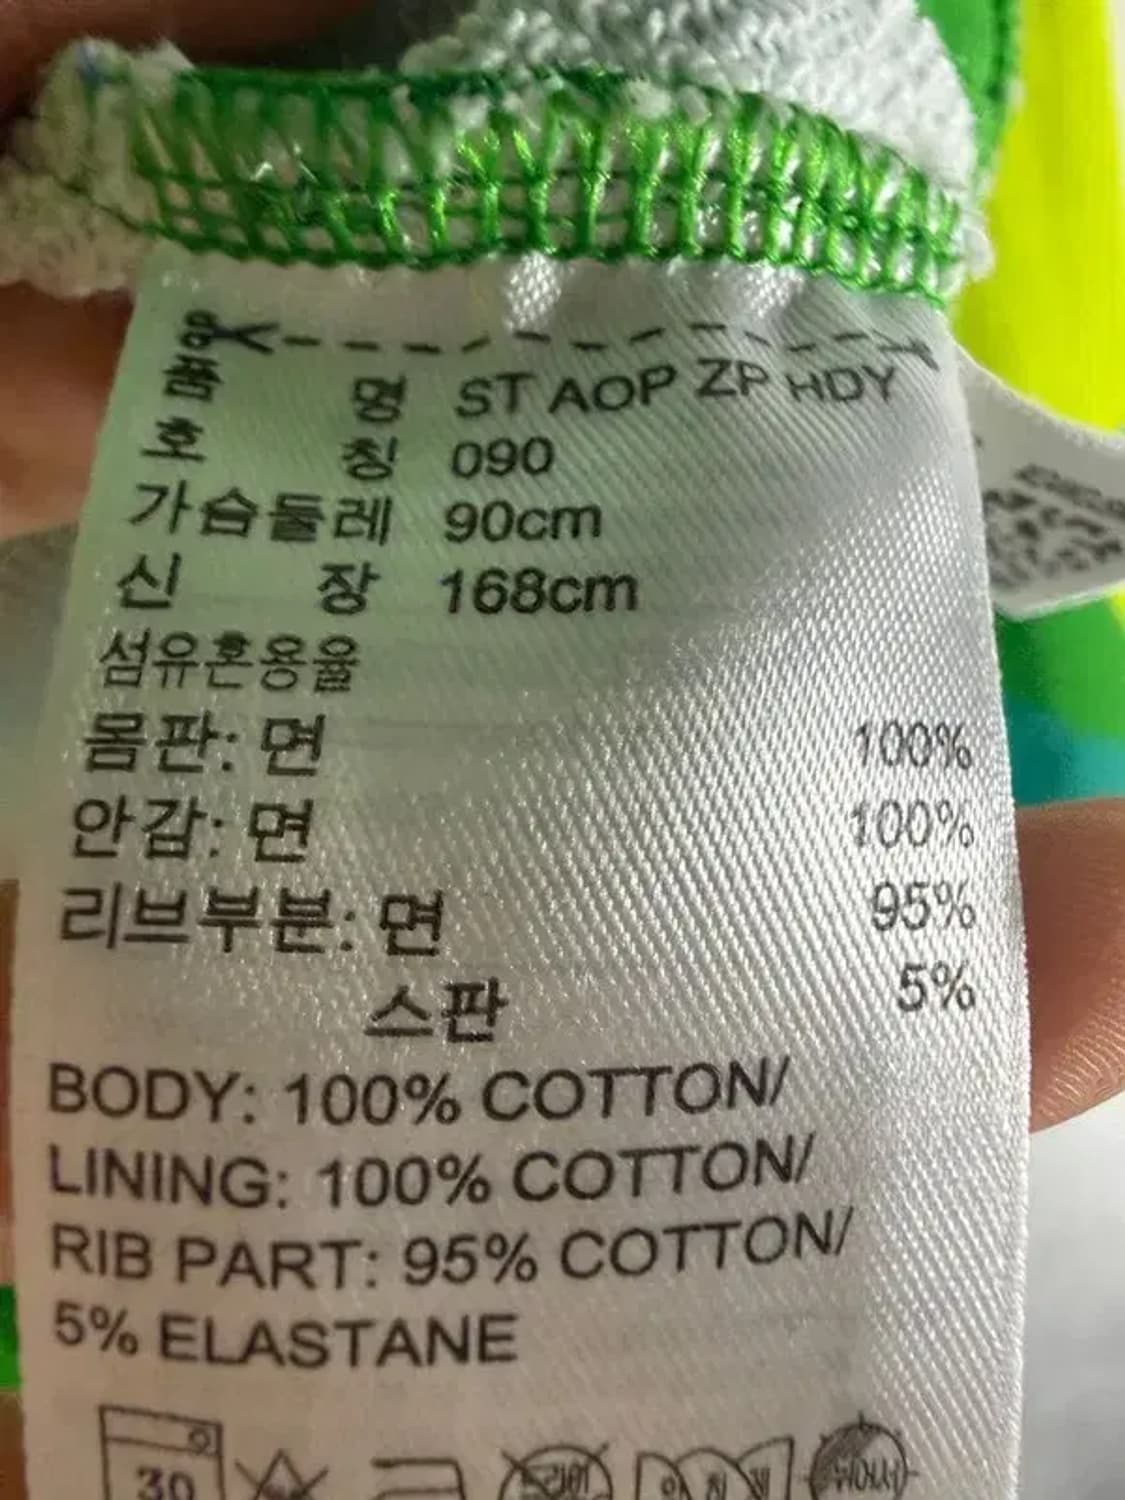 품 명 ST AOP ZP HDY
호 칭 090
가슴둘레 90cm
신 장 168cm
섬유혼용율
몸판: 면 100%
안감: 면 100%
리브부분: 면 95%
스판 5%
BODY: 100% COTTON/
LINING: 100% COTTON/
RIB PART: 95% COTTON/
5% ELASTANE
30